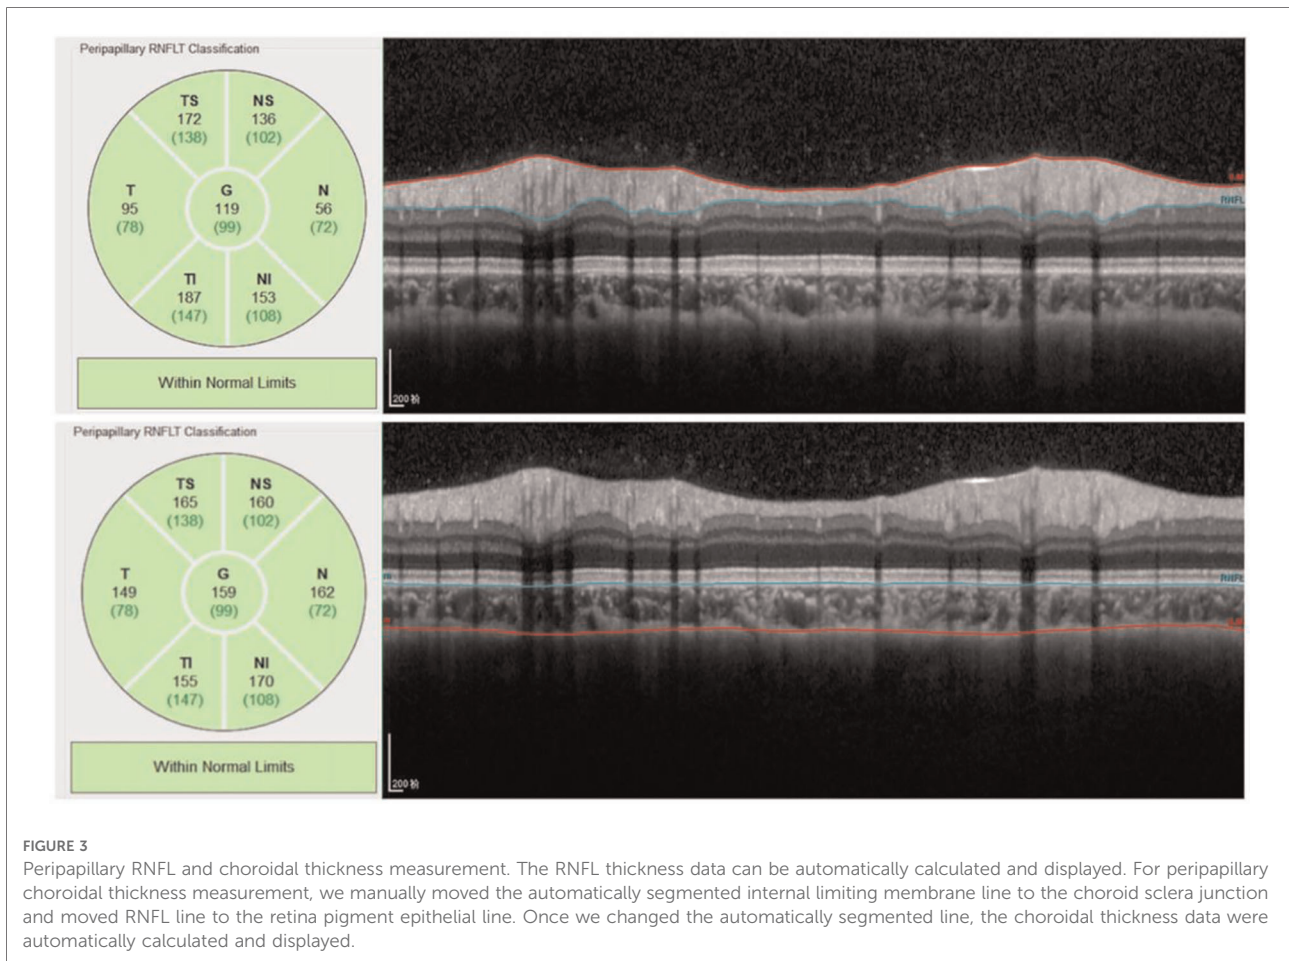 Peripapillary RNFLT Classification
TS
172
(138)
NS
136
(102)
T
95
(78)
G
119
(99)
N
56
(72)
TI
187
(147)
NI
153
(108)
Within Normal Limits
RNFL
200 粉
Peripapillary RNFLT Classification
TS
165
(138)
NS
160
(102)
T
149
(78)
G
159
(99)
N
162
(72)
TI
155
(147)
NI
170
(108)
Within Normal Limits
RNFL
200 粉
FIGURE 3
Peripapillary RNFL and choroidal thickness measurement. The RNFL thickness data can be automatically calculated and displayed. For peripapillary
choroidal thickness measurement, we manually moved the automatically segmented internal limiting membrane line to the choroid sclera junction
and moved RNFL line to the retina pigment epithelial line. Once we changed the automatically segmented line, the choroidal thickness data were
automatically calculated and displayed.